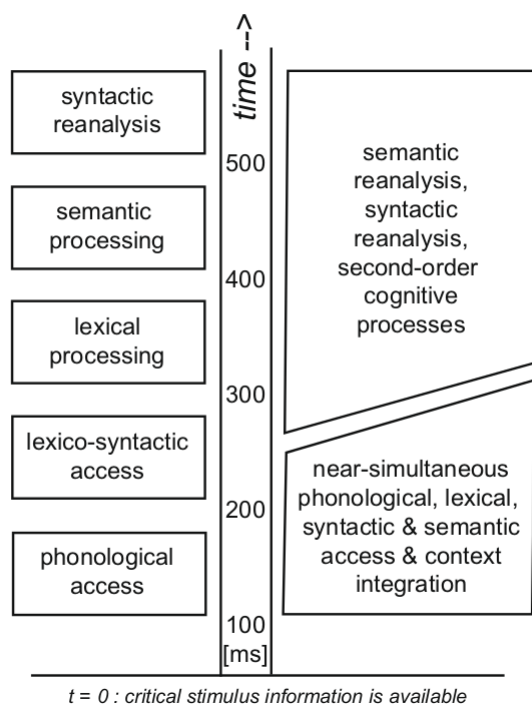 time -->
syntactic
reanalysis
semantic
processing
lexical
processing
lexico-syntactic
access
phonological
access
500
400
300
200
100
[ms]
semantic
reanalysis,
syntactic
reanalysis,
second-order
cognitive
processes
near-simultaneous
phonological, lexical,
syntactic & semantic
access & context
integration
t = 0 : critical stimulus information is available